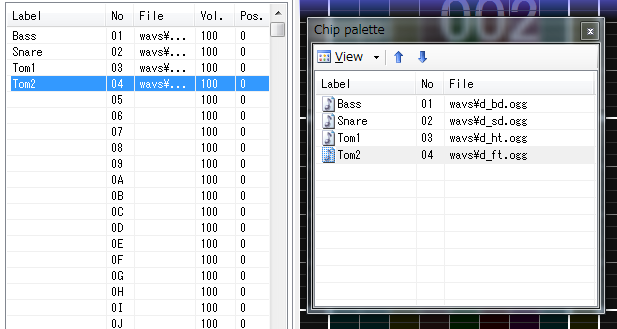 Label No File Vol. Pos.
Bass 01 wavs¥... 100 0
Snare 02 wavs¥... 100 0
Tom1 03 wavs¥... 100 0
Tom2 04 wavs¥... 100 0
05 100 0
06 100 0
07 100 0
08 100 0
09 100 0
0A 100 0
0B 100 0
0C 100 0
0D 100 0
0E 100 0
0F 100 0
0G 100 0
0H 100 0
0I 100 0
0J 100 0
002
Chip palette
View
Label No File
Bass 01 wavs¥d_bd.ogg
Snare 02 wavs¥d_sd.ogg
Tom1 03 wavs¥d_ht.ogg
Tom2 04 wavs¥d_ft.ogg